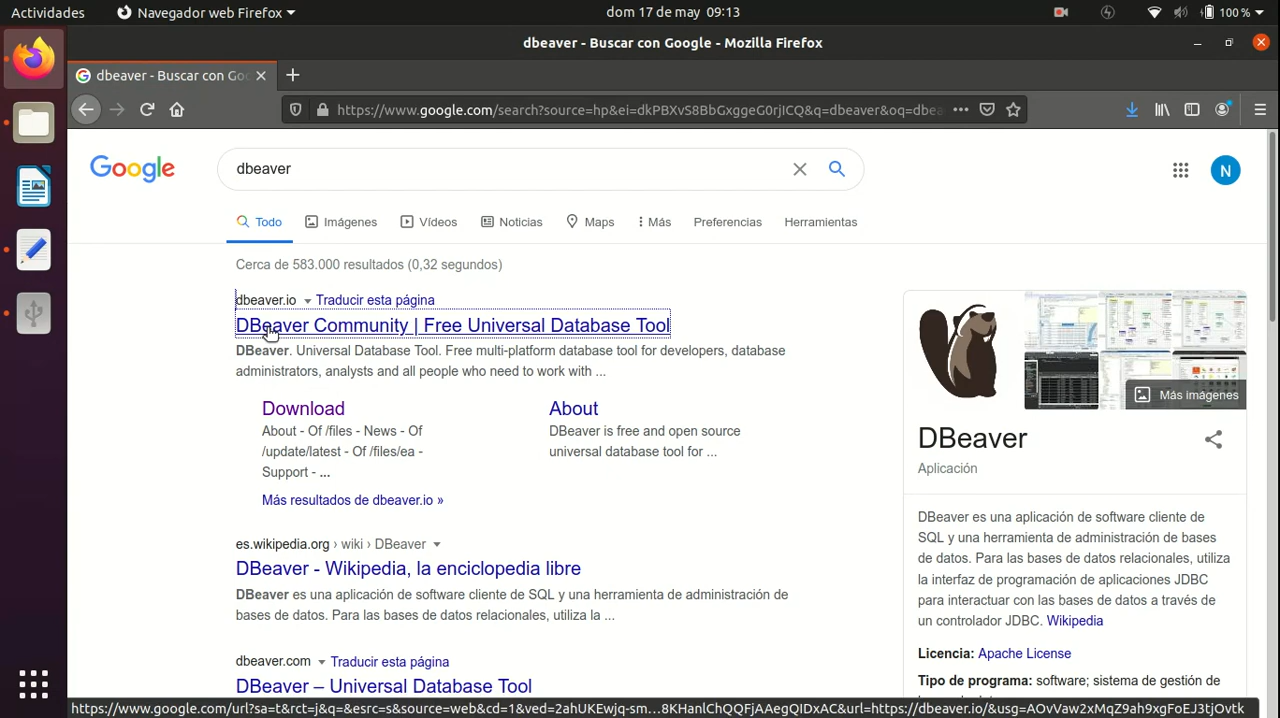 Actividades Navegador web Firefox dom 17 de may 09:13 100 %
dbeaver - Buscar con Google - Mozilla Firefox
dbeaver - Buscar con Goo
https://www.google.com/search?source=hp&ei=dkPBXvS8BbGxggeG0rjICQ&q=dbeaver&oq=dbea
Google dbeaver N
Todo Imágenes Vídeos Noticias Maps Más Preferencias Herramientas
Cerca de 583.000 resultados (0,32 segundos)
dbeaver.io Traducir esta página
DBeaver Community | Free Universal Database Tool
DBeaver. Universal Database Tool. Free multi-platform database tool for developers, database
administrators, analysts and all people who need to work with ...
Download
About - Of /files - News - Of
/update/latest - Of /files/ea -
Support - ...
About
DBeaver is free and open source
universal database tool for ...
Más resultados de dbeaver.io »
es.wikipedia.org › wiki › DBeaver
DBeaver - Wikipedia, la enciclopedia libre
DBeaver es una aplicación de software cliente de SQL y una herramienta de administración de
bases de datos. Para las bases de datos relacionales, utiliza la ...
dbeaver.com Traducir esta página
DBeaver – Universal Database Tool
Más imágenes
DBeaver
Aplicación
DBeaver es una aplicación de software cliente de
SQL y una herramienta de administración de bases
de datos. Para las bases de datos relacionales, utiliza
la interfaz de programación de aplicaciones JDBC
para interactuar con las bases de datos a través de
un controlador JDBC. Wikipedia
Licencia: Apache License
Tipo de programa: software; sistema de gestión de
https://www.google.com/url?sa=t&rct=j&q=&esrc=s&source=web&cd=1&ved=2ahUKEwjq-sm…8KHanlChQQFjAAegQIDxAC&url=https://dbeaver.io/&usg=AOvVaw2xMqZ9ah9xgFoEJ3tjOvtk